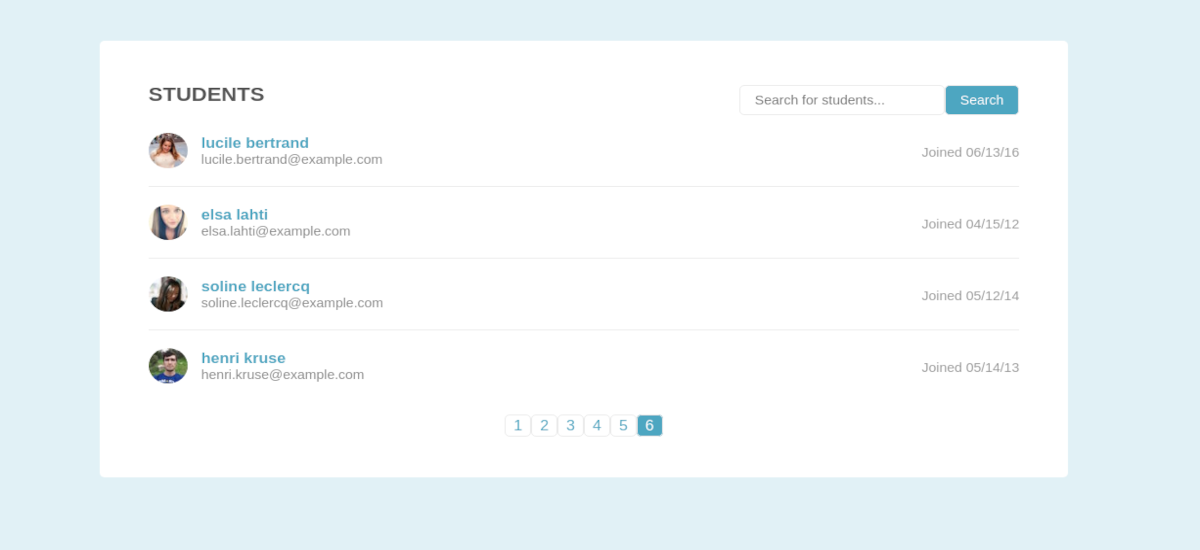 STUDENTS
Search for students...
Search
lucile bertrand
lucile.bertrand@example.com
Joined 06/13/16
elsa lahti
elsa.lahti@example.com
Joined 04/15/12
soline leclercq
soline.leclercq@example.com
Joined 05/12/14
henri kruse
henri.kruse@example.com
Joined 05/14/13
1 2 3 4 5 6